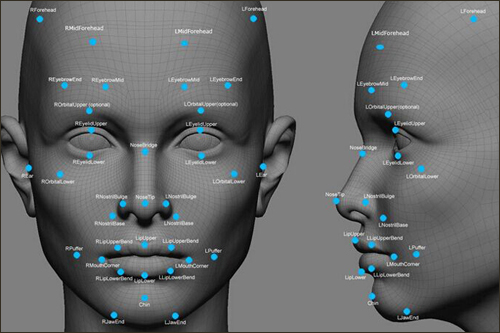 RForehead
LForehead
RMidForehead
LMidForehead
REyebrowEnd
REyebrowMid
LEyebrowMid
LEyebrowEnd
ROrbitalUpper (optional)
LOrbitalUpper (optional)
REyelidUpper
LEyelidUpper
NoseBridge
REyelidLower
LEyelidLower
REar
LEar
ROrbitalLower
LOrbitalLower
RNostrilBulge
NoseTip
LNostrilBulge
RNostrilBase
LNostrilBase
LipUpper
RLipUpperBend
LLipUpperBend
RPuffer
LPuffer
RMouthCorner
LMouthCorner
RLipLowerBend
LipLower
LLipLowerBend
Chin
RJawEnd
LJawEnd
LForehead
LMidForehead
LEyebrowEnd
LEyebrowMid
LOrbitalUpper(optional)
LEyelidUpper
NoseBridge
LEyelidLower
LOrbitalLower
NoseTip
LNostrilBulge
LNostrilBase
LipUpper
LLipUpperBend
LPuffer
LMouthCorner
LipLower
LLipLowerBend
Chin
LJawEnd